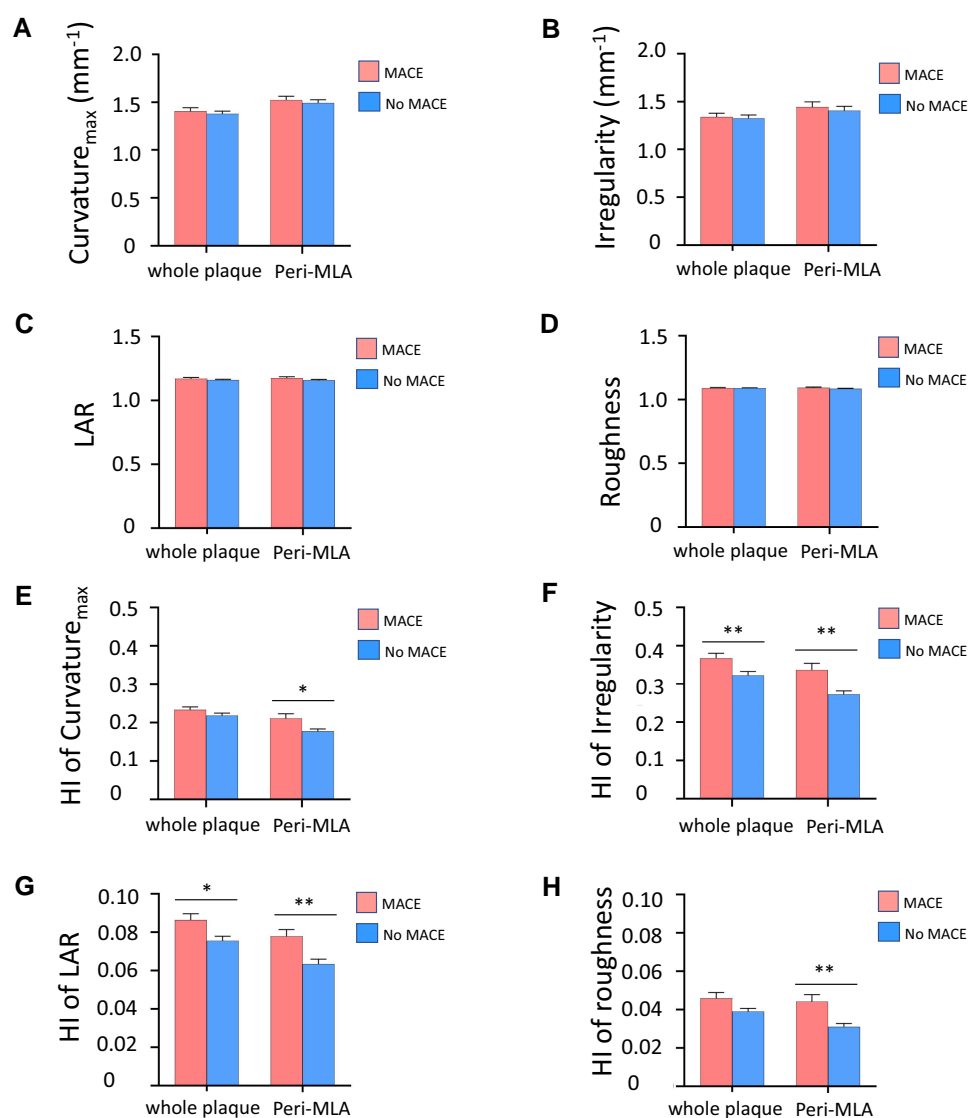 A
Curvaturemax (mm-1)
2.0
1.5
1.0
0.5
0
whole plaque Peri-MLA
MACE
No MACE
B
Irregularity (mm-1)
2.0
1.5
1.0
0.5
0
whole plaque Peri-MLA
MACE
No MACE
C
LAR
1.5
1.0
0.5
0
whole plaque Peri-MLA
MACE
No MACE
D
Roughness
1.5
1.0
0.5
0
whole plaque Peri-MLA
MACE
No MACE
E
HI of Curvaturemax
0.5
0.4
0.3
0.2
0.1
0
*
whole plaque Peri-MLA
MACE
No MACE
F
HI of Irregularity
0.5
0.4
0.3
0.2
0.1
0
** **
whole plaque Peri-MLA
MACE
No MACE
G
HI of LAR
0.10
0.08
0.06
0.04
0.02
0
* **
whole plaque Peri-MLA
MACE
No MACE
H
HI of roughness
0.10
0.08
0.06
0.04
0.02
0
**
whole plaque Peri-MLA
MACE
No MACE